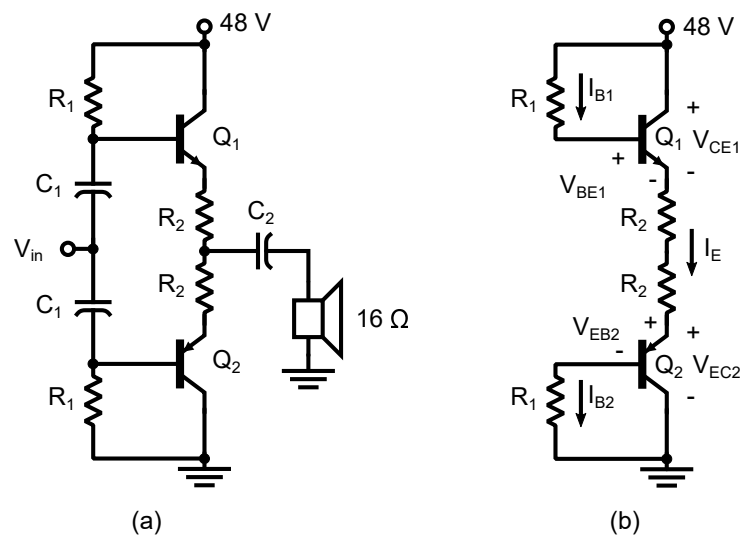 48 V
R1
Q1
C1
R2
C2
Vin
R2
16 Ω
C1
Q2
R1
(a)
48 V
R1
IB1
Q1
+
VCE1
+
-
-
VBE1
R2
IE
R2
VEB2
+
+
-
Q2
VEC2
R1
IB2
-
(b)